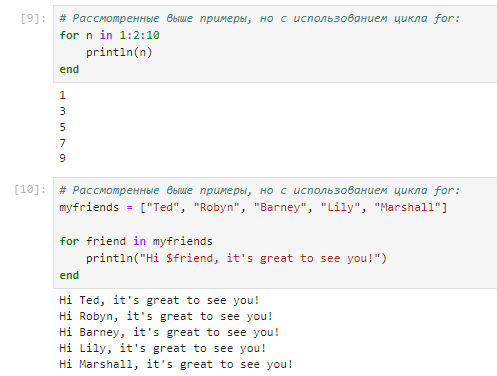 [9]: # Рассмотренные выше примеры, но с использованием цикла for:
for n in 1:2:10
    println(n)
end
1
3
5
7
9
[10]: # Рассмотренные выше примеры, но с использованием цикла for:
myfriends = ["Ted", "Robyn", "Barney", "Lily", "Marshall"]
for friend in myfriends
    println("Hi $friend, it's great to see you!")
end
Hi Ted, it's great to see you!
Hi Robyn, it's great to see you!
Hi Barney, it's great to see you!
Hi Lily, it's great to see you!
Hi Marshall, it's great to see you!